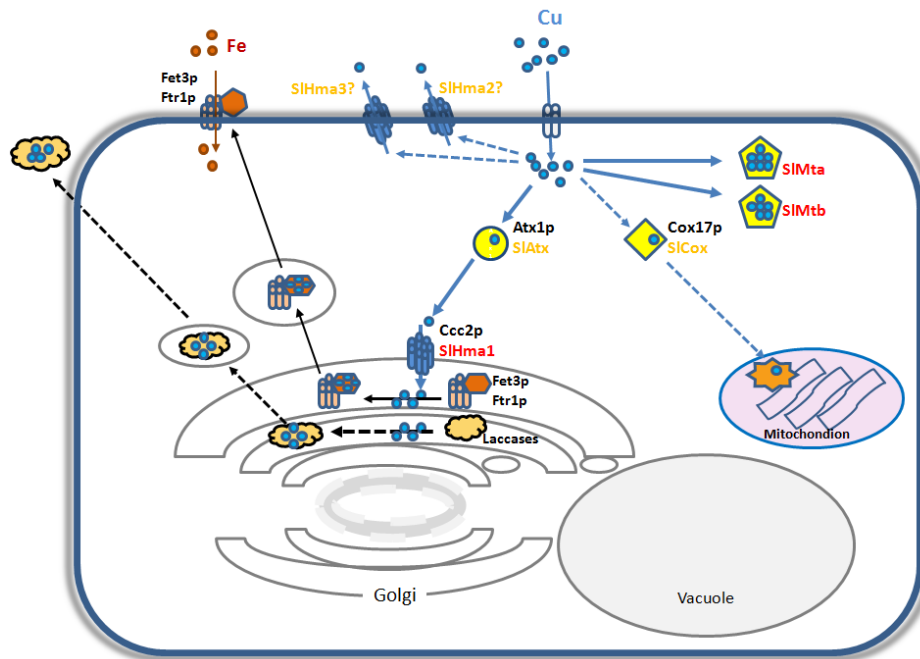 Cu
Fe
Fet3p
Ftr1p
SlHma3?
SlHma2?
SlMta
SlMtb
Atx1p
SlAtx
Cox17p
SlCox
Ccc2p
SlHma1
Fet3p
Ftr1p
Laccases
Mitochondion
Golgi
Vacuole